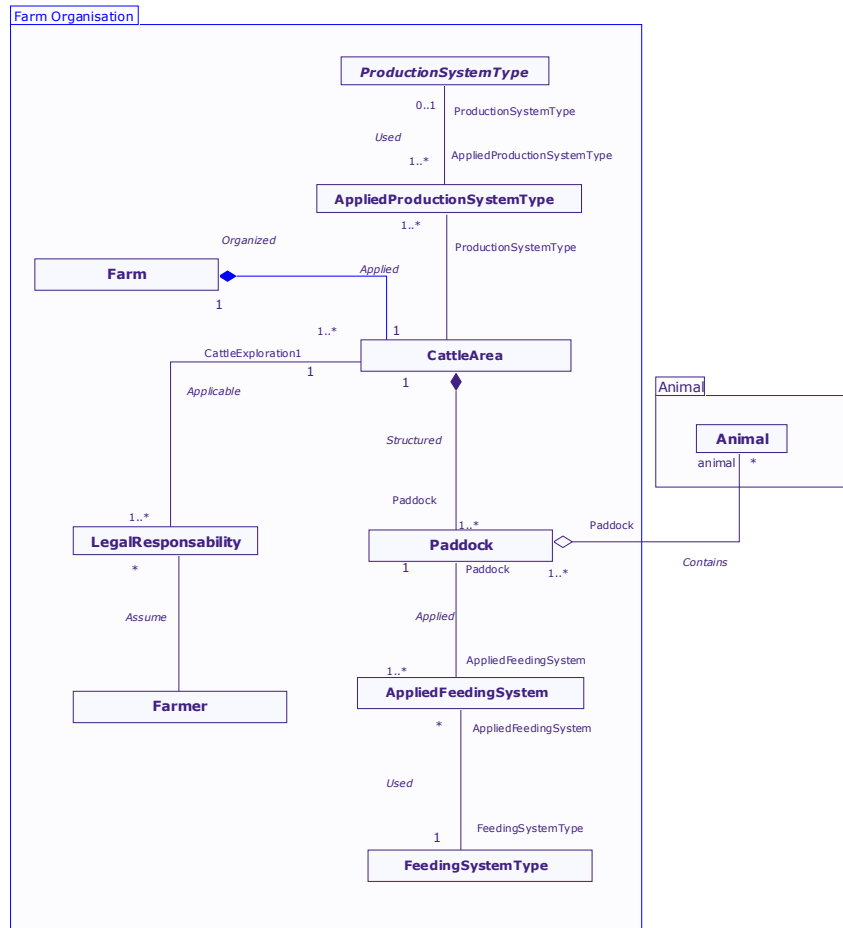 Farm Organisation
ProductionSystemType
0..1
ProductionSystemType
Used
1..*
AppliedProductionSystemType
AppliedProductionSystemType
1..*
Organized
ProductionSystemType
Farm
Applied
1
1..*
1
CattleExploration1
CattleArea
1
1
Applicable
Animal
Animal
animal
*
Structured
Paddock
1..*
1..*
Paddock
LegalResponsability
Paddock
*
1
Paddock
1..*
Contains
Assume
Applied
AppliedFeedingSystem
1..*
AppliedFeedingSystem
Farmer
*
AppliedFeedingSystem
Used
FeedingSystemType
1
FeedingSystemType